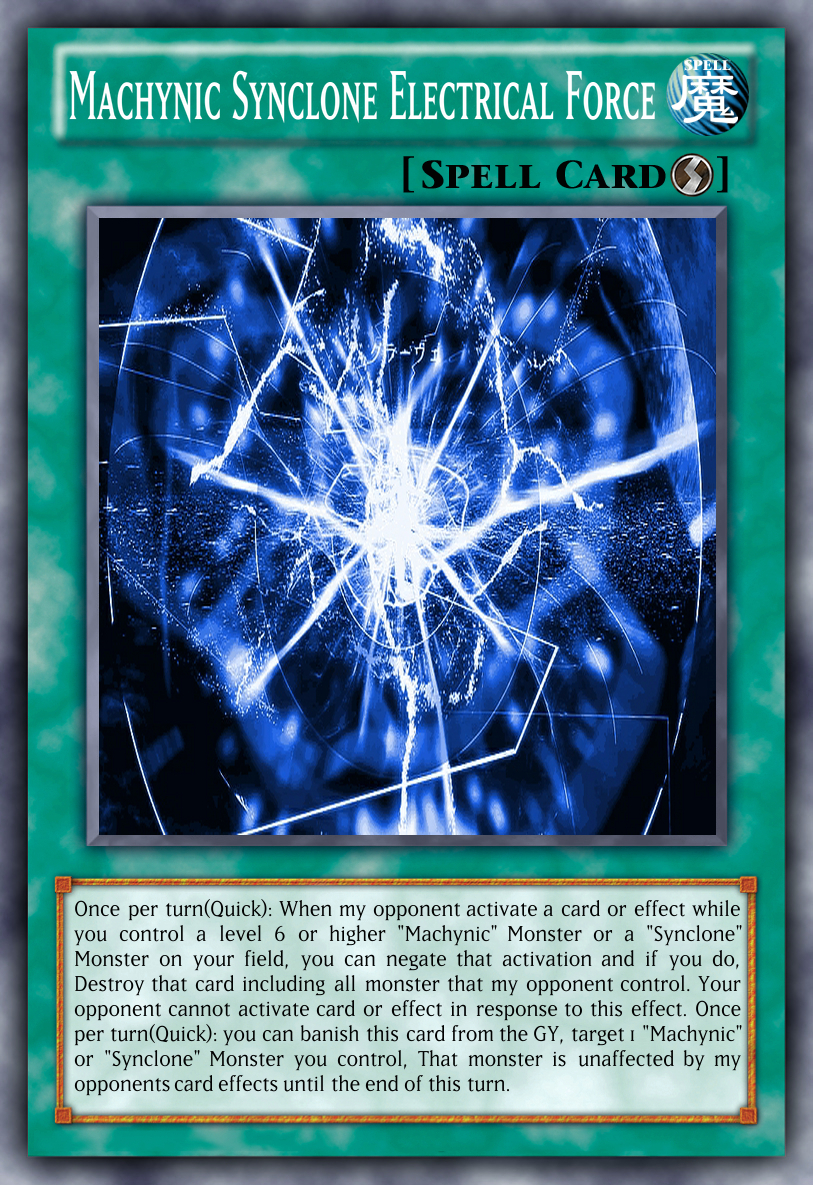 Machynic Synclone Electrical Force
SPELL
魔
[Spell Card]
ラーヴェ
Once per turn(Quick): When my opponent activate a card or effect while
you control a level 6 or higher "Machynic" Monster or a "Synclone"
Monster on your field, you can negate that activation and if you do,
Destroy that card including all monster that my opponent control. Your
opponent cannot activate card or effect in response to this effect. Once
per turn(Quick): you can banish this card from the GY, target 1 "Machynic"
or "Synclone" Monster you control, That monster is unaffected by my
opponents card effects until the end of this turn.